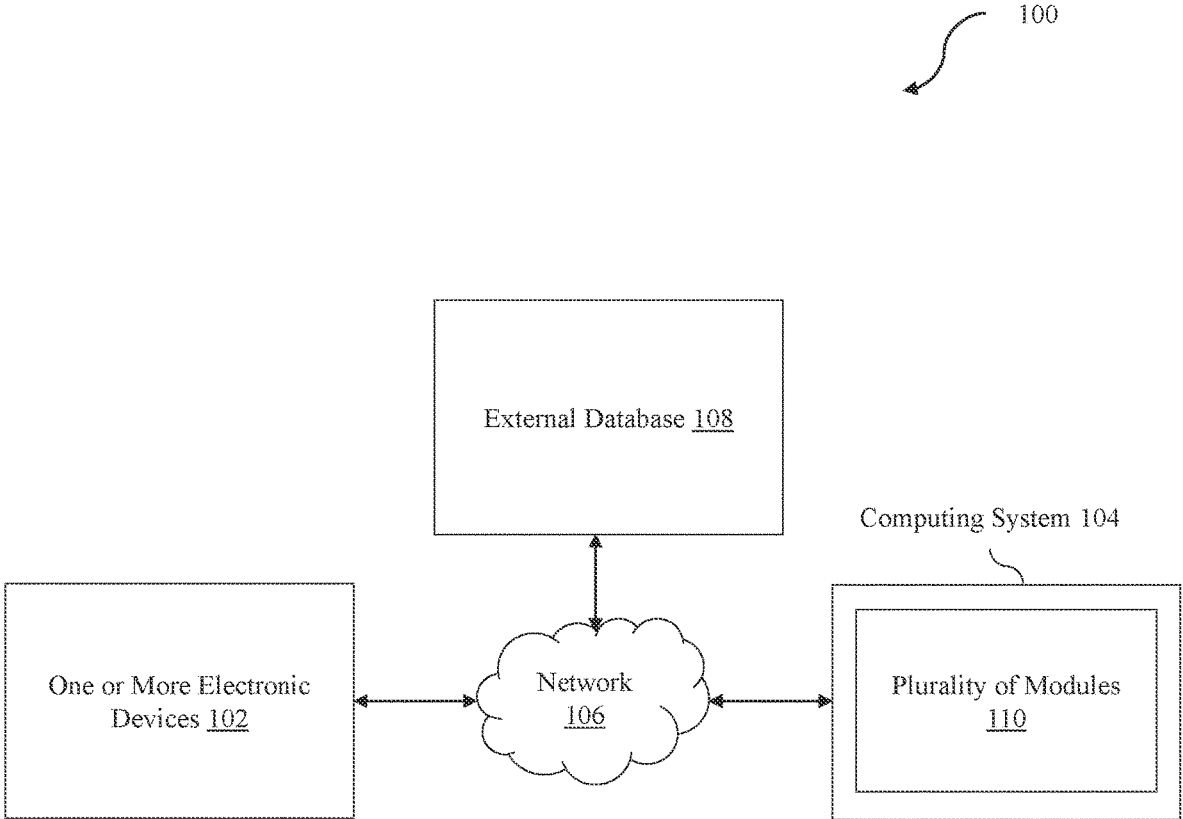 100
External Database 108
Computing System 104
One or More Electronic
Devices 102
Network
106
Plurality of Modules
110